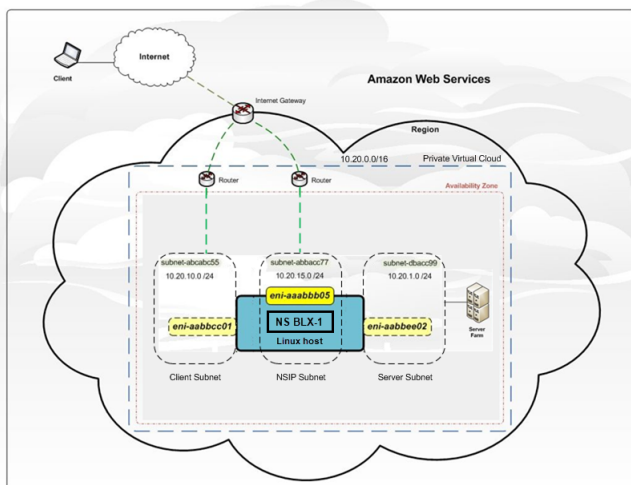 Internet
Client
Amazon Web Services
Internet Gateway
Region
10.20.0.0/16 Private Virtual Cloud
Router
Router
Availability Zone
subnet-abcabc55
subnet-abbacc77
subnet-dbacc99
10.20.10.0 /24
10.20.15.0 /24
10.20.1.0 /24
eni-aaabbb05
eni-aabbcc01
NS BLX-1
eni-aabbee02
Linux host
Server
Farm
Client Subnet
NSIP Subnet
Server Subnet